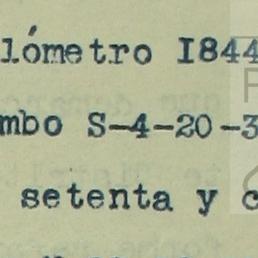 lómetro I844
mbo S-4-20-3
setenta y c